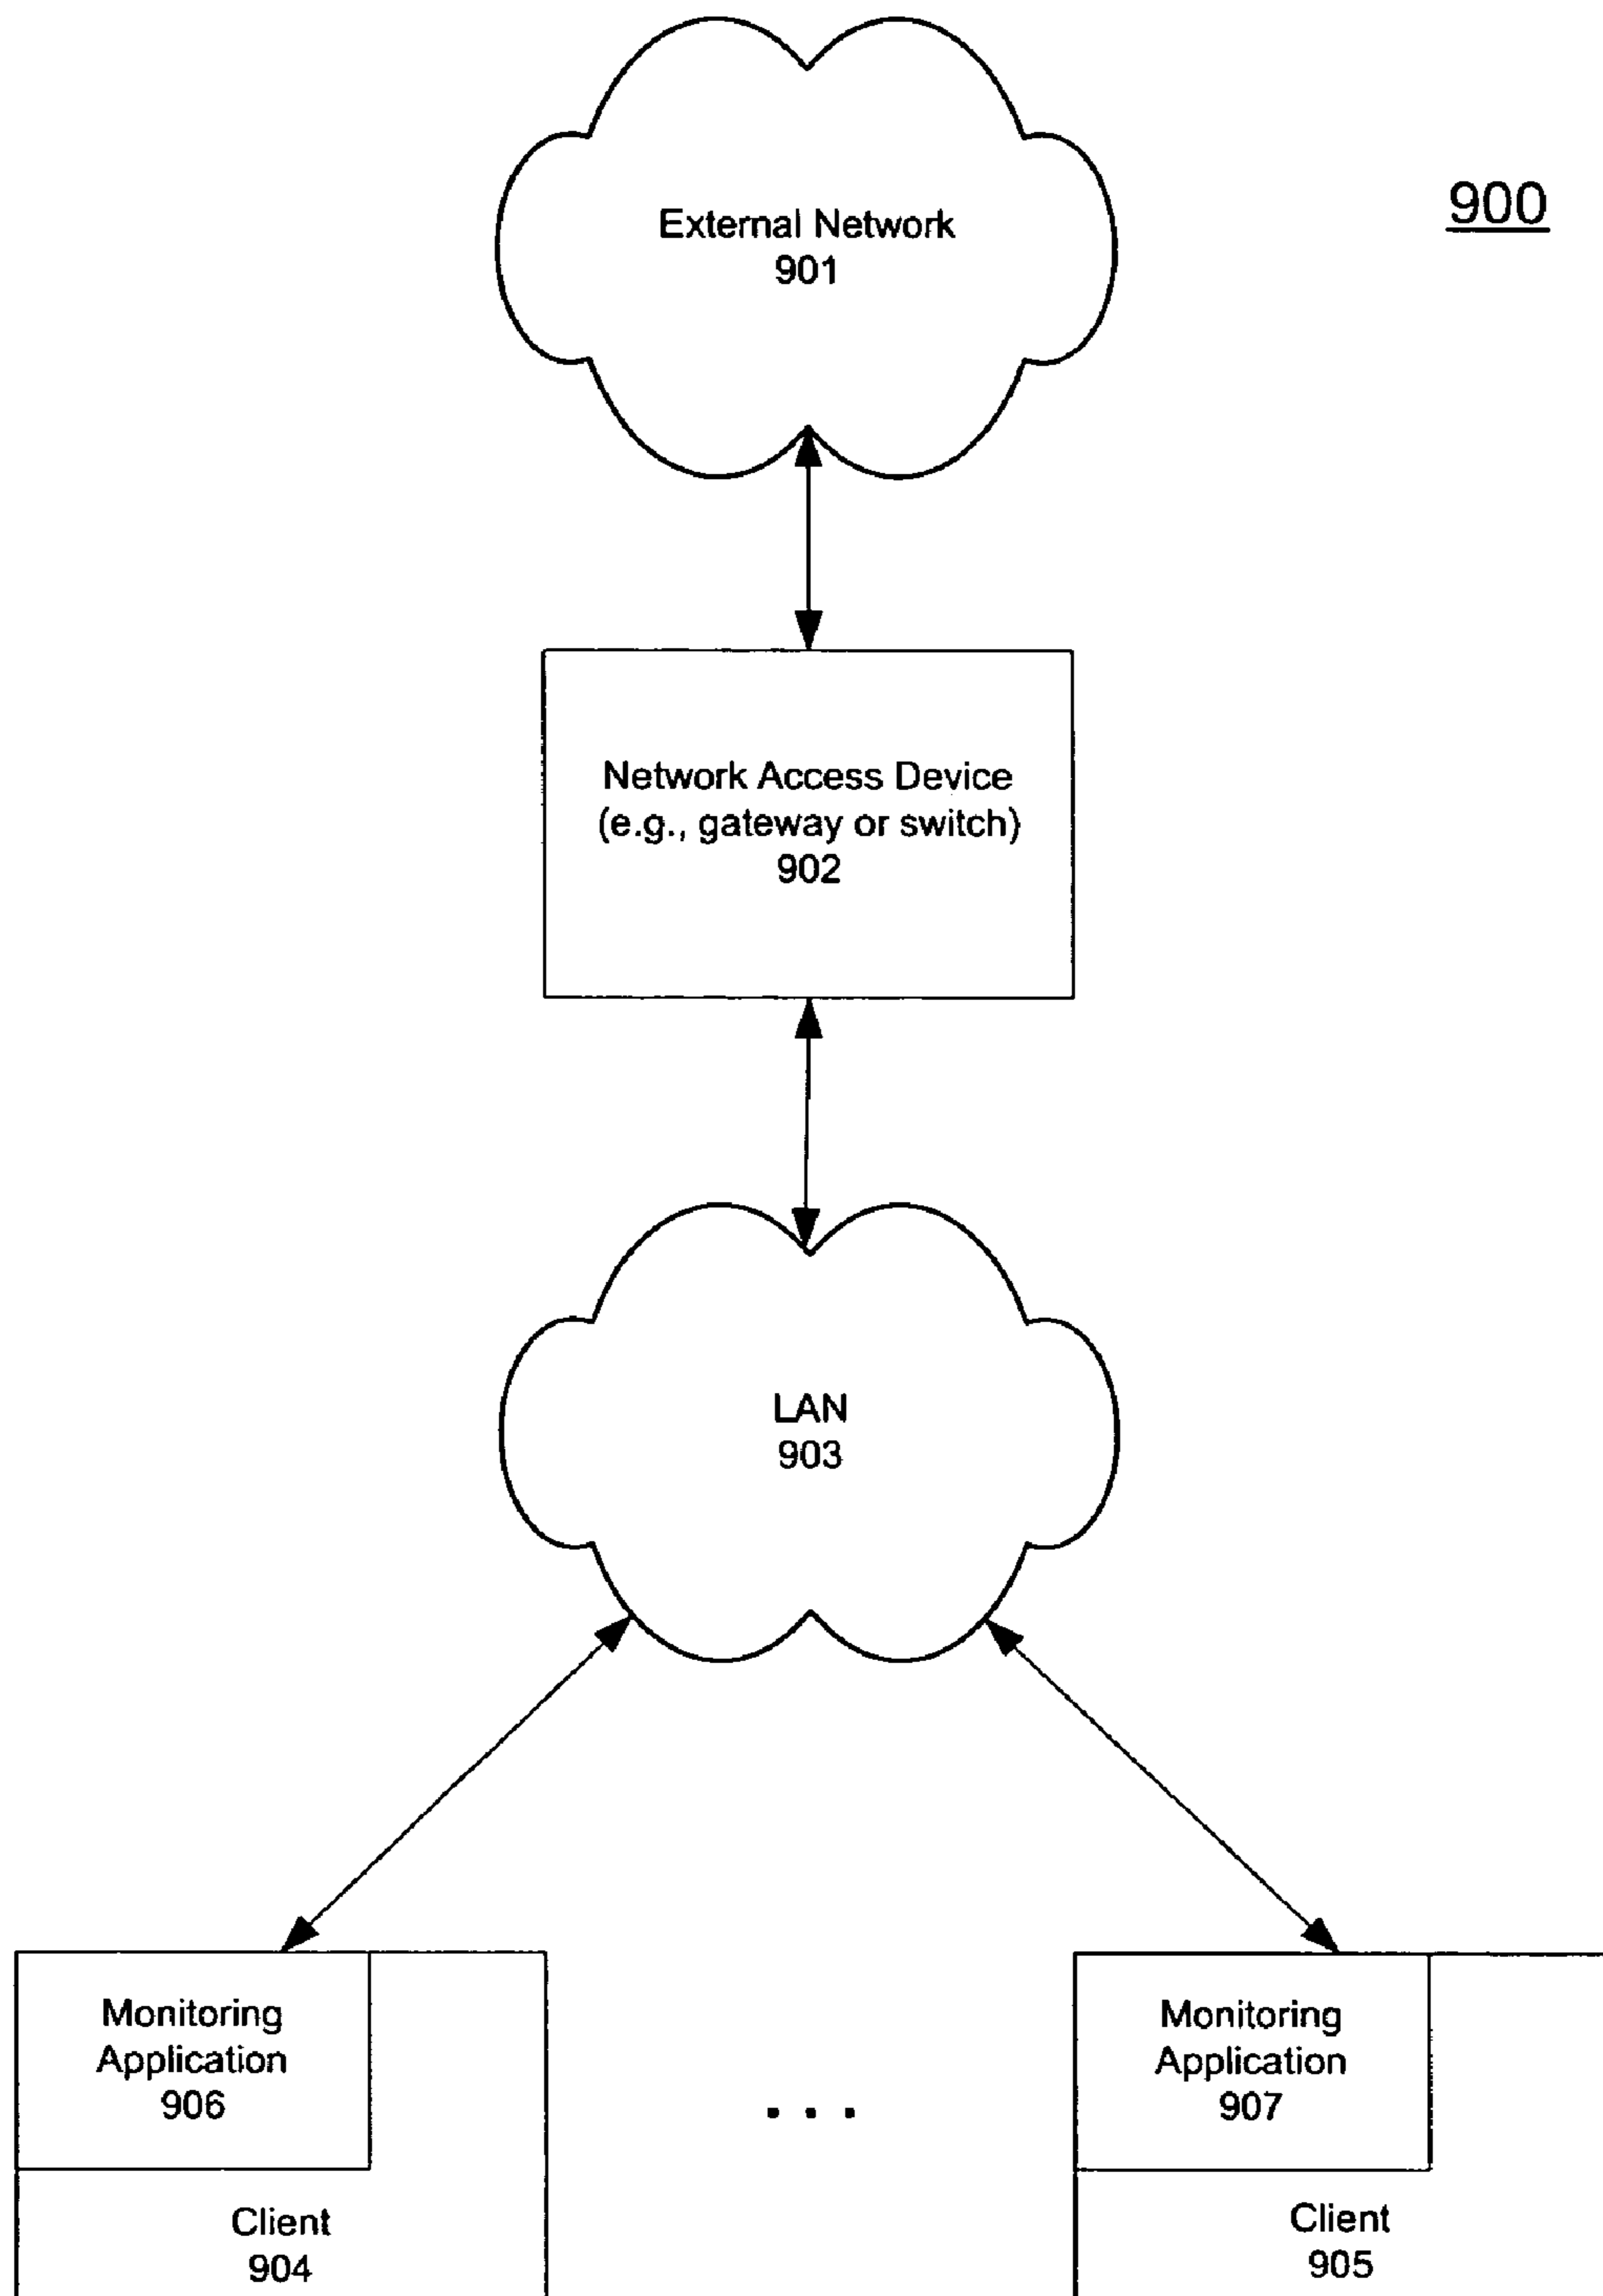 External Network
901
900
Network Access Device
(e.g., gateway or switch)
902
LAN
903
Monitoring
Application
906
Client
904
. . .
Monitoring
Application
907
Client
905